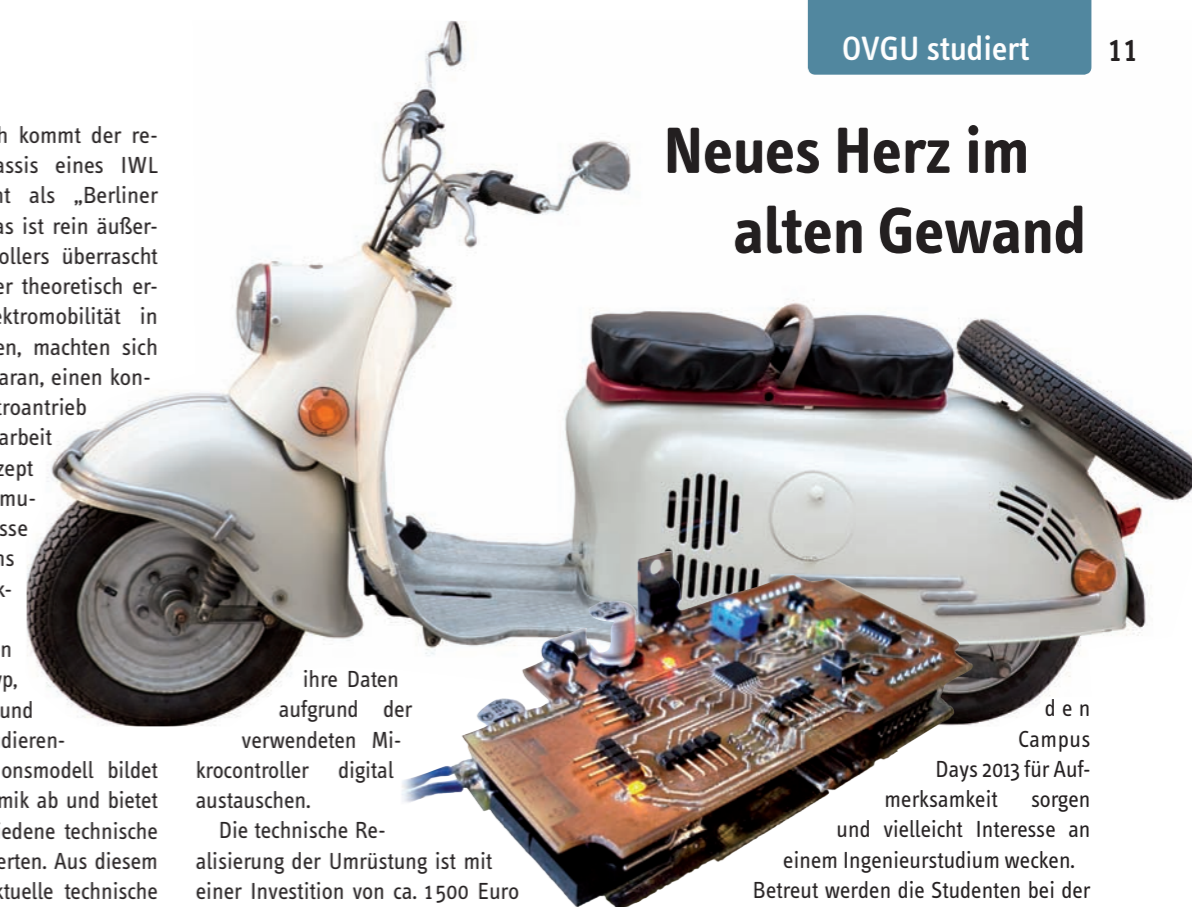 OVGU studiert 11
Neues Herz im
alten Gewand
h kommt der re-
assis eines IWL
nt als „Berliner
as ist rein äußer-
ollers überrascht
er theoretisch er-
ektromobilität in
en, machten sich
aran, einen kon-
troantrieb
arbeit
zept
mu-
sse
ns
k-
n
yp,
und
dieren-
onsmodell bildet
mik ab und bietet
iedene technische
erten. Aus diesem
ktuelle technische
ihre Daten
aufgrund der
verwendeten Mi-
krocontroller digital
austauschen.
Die technische Re-
alisierung der Umrüstung ist mit
einer Investition von ca. 1500 Euro
den
Campus
Days 2013 für Auf-
merksamkeit sorgen
und vielleicht Interesse an
einem Ingenieurstudium wecken.
Betreut werden die Studenten bei der